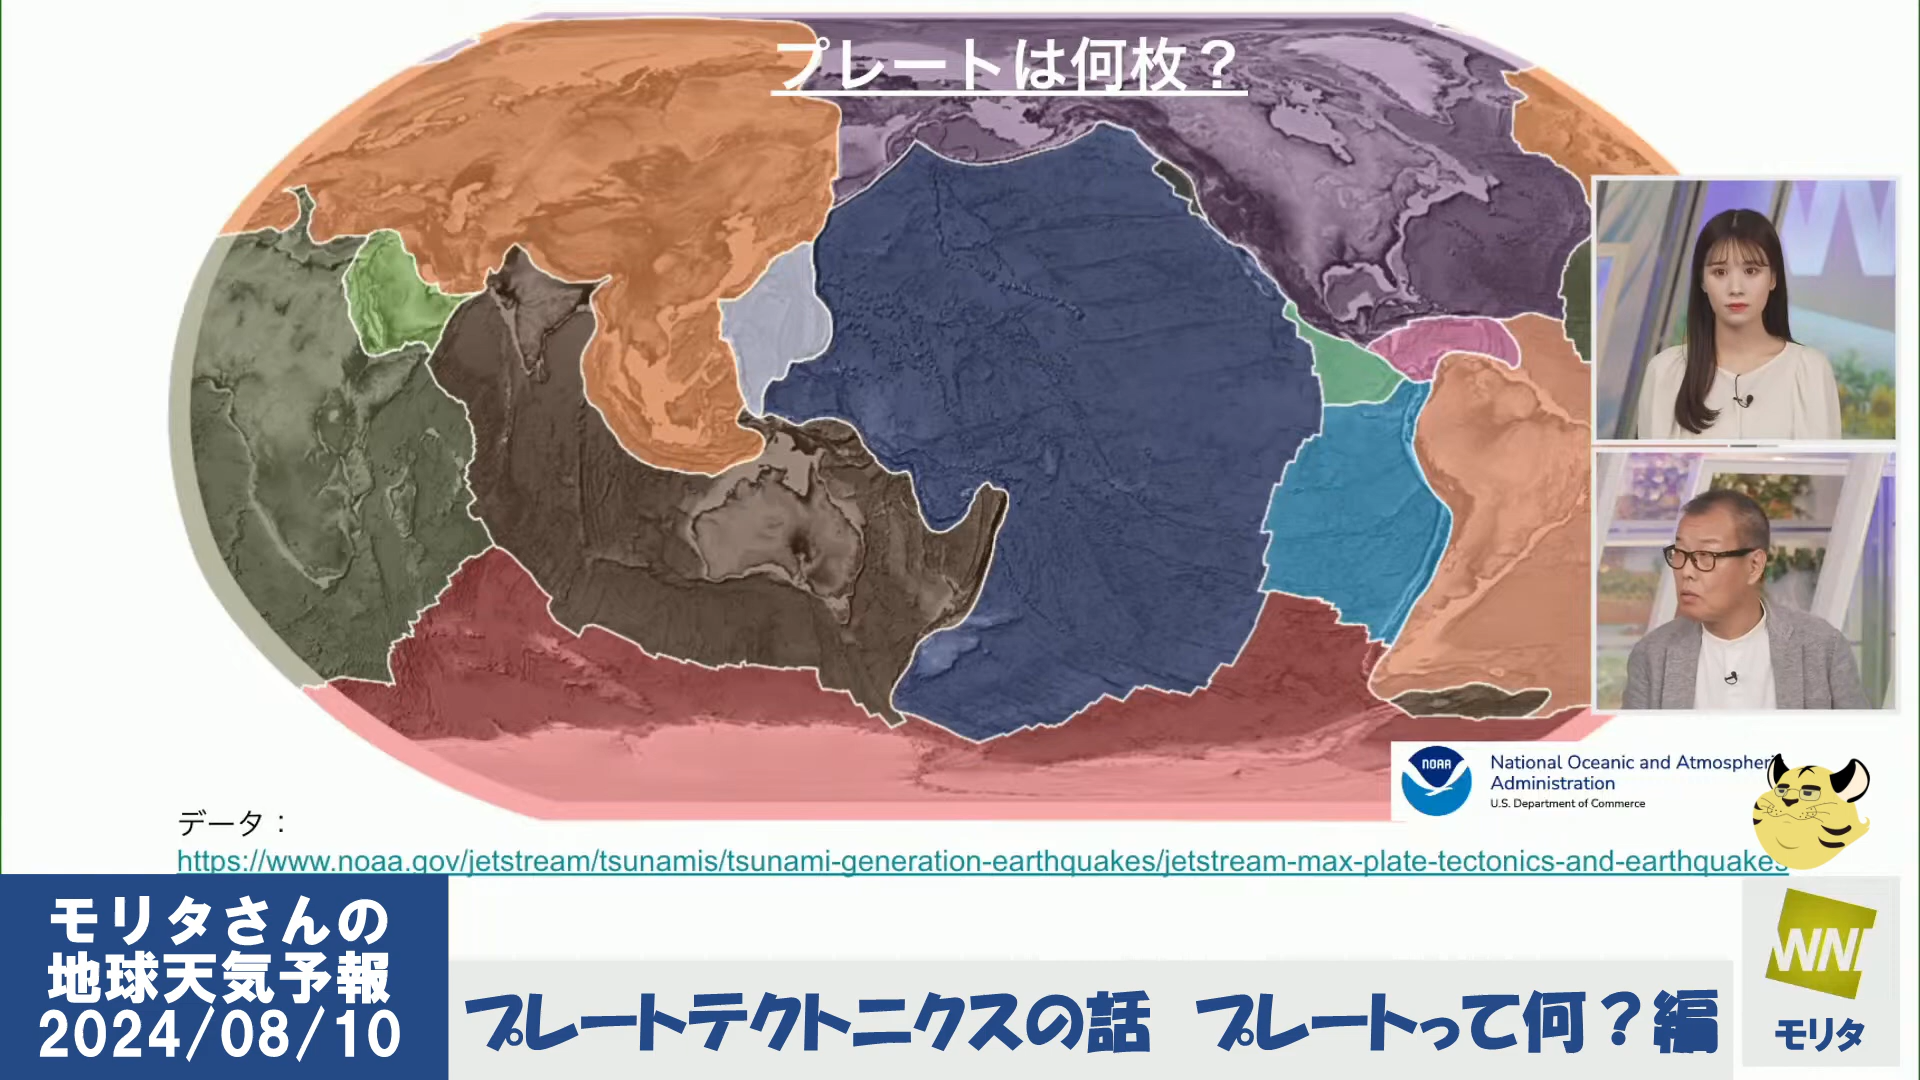 プレートは何枚？
NOAA
National Oceanic and Atmospheri
Administration
U.S. Department of Commerce
データ：
https://www.noaa.gov/jetstream/tsunamis/tsunami-generation-earthquakes/jetstream-max-plate-tectonics-and-earthquakes
モリタさんの
地球天気予報
2024/08/10
プレートテクトニクスの話 プレートって何？編
WNI
モリタ